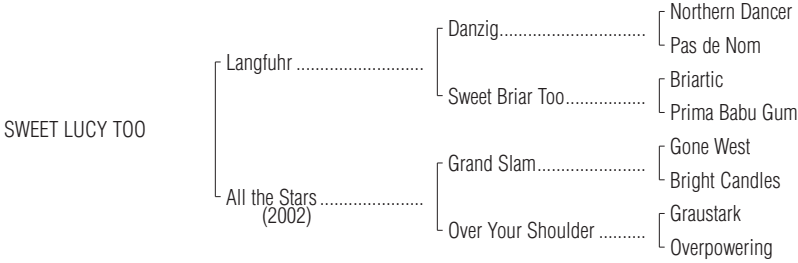 Northern Dancer
Danzig..............................
Pas de Nom
Langfuhr ..........................
Briartic
Sweet Briar Too................
Prima Babu Gum
SWEET LUCY TOO
Gone West
Grand Slam......................
Bright Candles
All the Stars.....................
(2002)
Graustark
Over Your Shoulder ..........
Overpowering